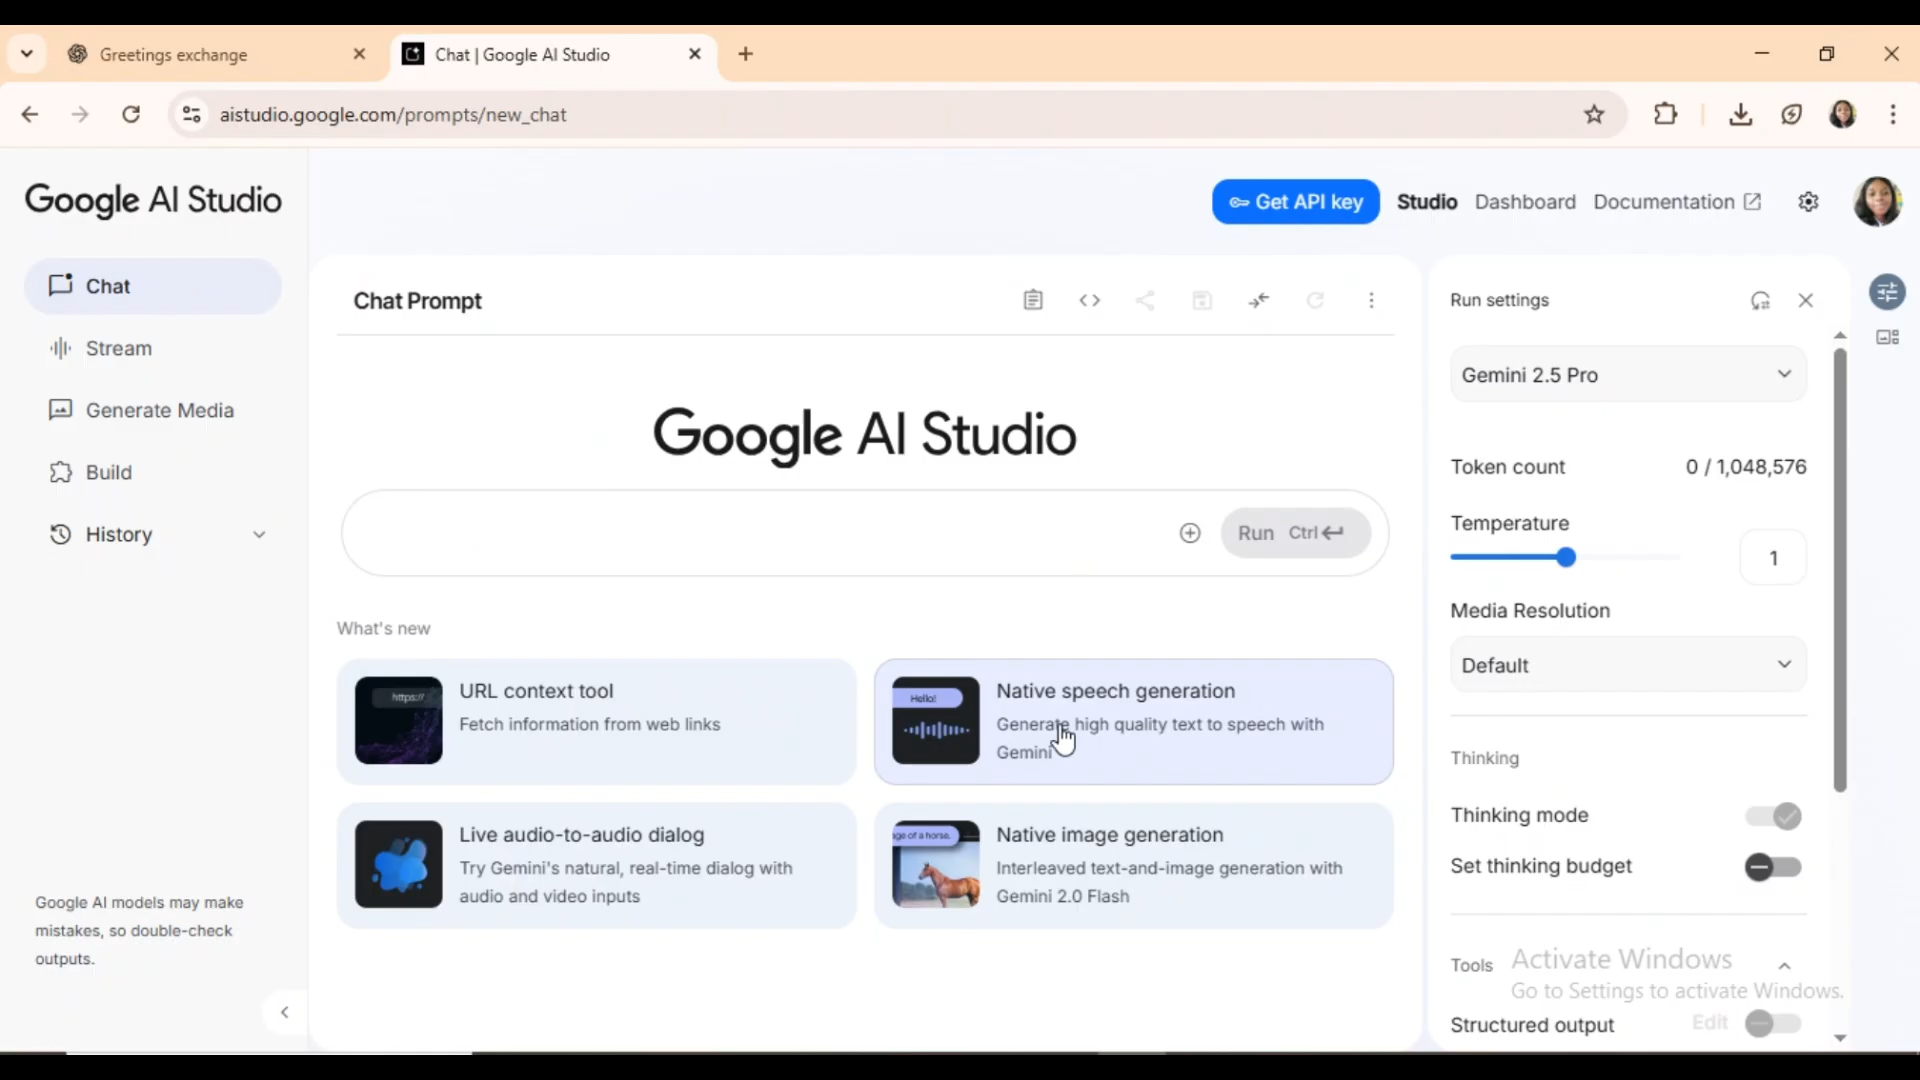 Greetings exchange
Chat | Google AI Studio
aistudio.google.com/prompts/new_chat
Google AI Studio
Get API key
Studio
Dashboard
Documentation
Chat
Stream
Generate Media
Build
History
Google AI models may make
mistakes, so double-check
outputs.
Chat Prompt
Google AI Studio
Run Ctrl
What's new
https://
URL context tool
Fetch information from web links
Hello!
Native speech generation
Generate high quality text to speech with
Gemini
Live audio-to-audio dialog
Try Gemini's natural, real-time dialog with
audio and video inputs
ge of a horse.
Native image generation
Interleaved text-and-image generation with
Gemini 2.0 Flash
Run settings
Gemini 2.5 Pro
Token count
0 / 1,048,576
Temperature
1
Media Resolution
Default
Thinking
Thinking mode
Set thinking budget
Tools
Activate Windows
Go to Settings to activate Windows.
Structured output
Edit